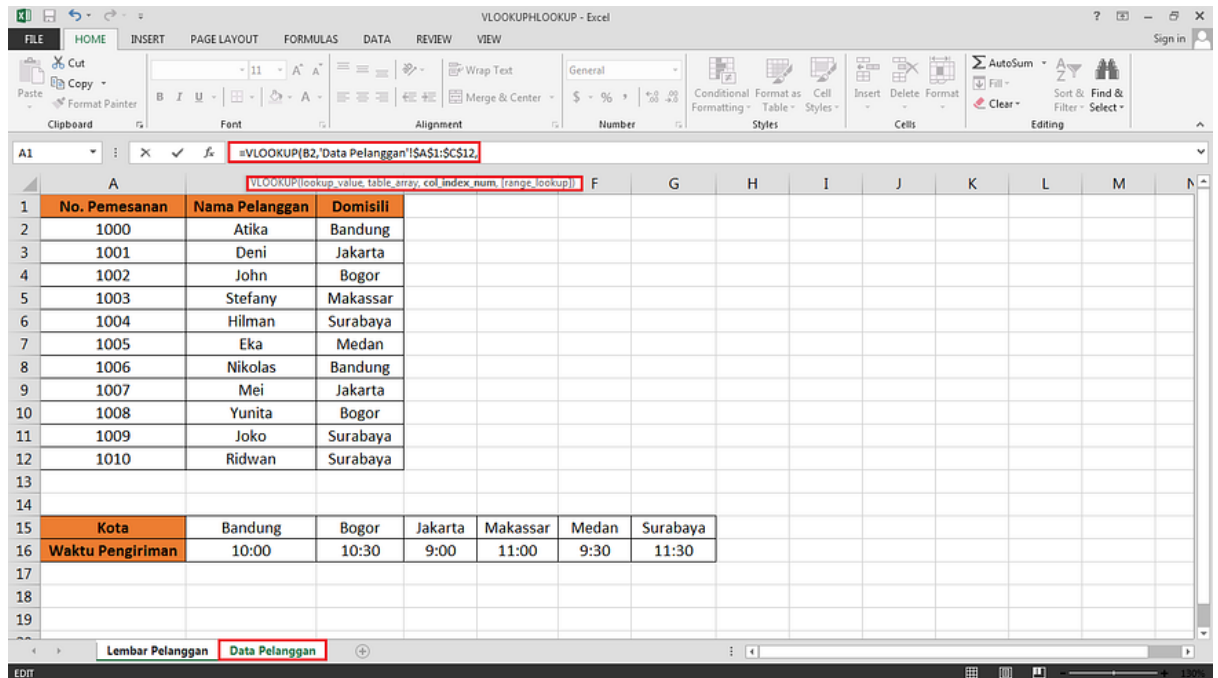 VLOOKUPHLOOKUP - Excel
FILE HOME INSERT PAGE LAYOUT FORMULAS DATA REVIEW VIEW Sign in
Paste
Cut
Copy
Format Painter
Clipboard
11 A A
B I U A
Font
Wrap Text
Merge & Center
Alignment
General
$ % ,
Number
Conditional Formatting
Format as Table
Cell Styles
Styles
Insert Delete Format
Cells
AutoSum
Fill
Clear
Sort & Filter
Find & Select
Editing
A1 fx =VLOOKUP(B2,'Data Pelanggan'!$A$1:$C$12,
VLOOKUP(lookup_value, table_array, col_index_num, [range_lookup])
A F G H I J K L M N
1 No. Pemesanan Nama Pelanggan Domisili
2 1000 Atika Bandung
3 1001 Deni Jakarta
4 1002 John Bogor
5 1003 Stefany Makassar
6 1004 Hilman Surabaya
7 1005 Eka Medan
8 1006 Nikolas Bandung
9 1007 Mei Jakarta
10 1008 Yunita Bogor
11 1009 Joko Surabaya
12 1010 Ridwan Surabaya
13
14
15 Kota Bandung Bogor Jakarta Makassar Medan Surabaya
16 Waktu Pengiriman 10:00 10:30 9:00 11:00 9:30 11:30
17
18
19
Lembar Pelanggan Data Pelanggan
EDIT 130%